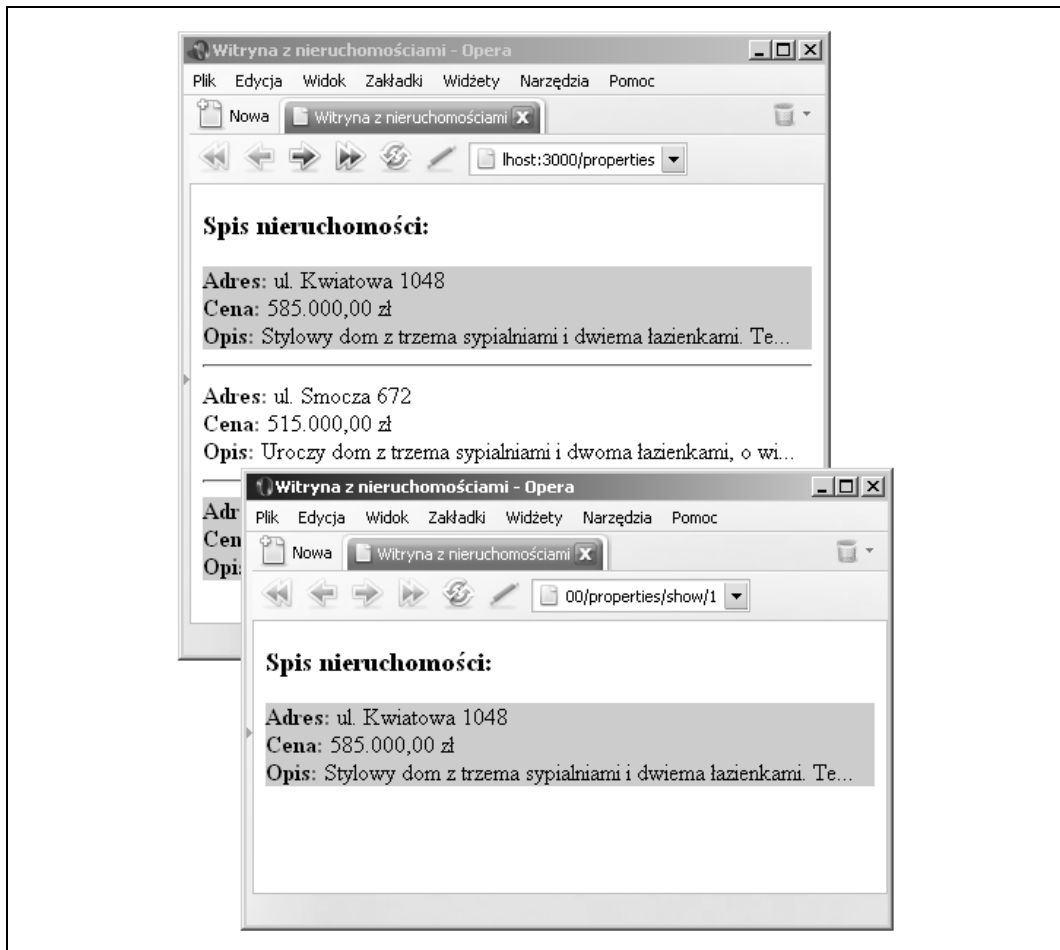 Witryna z nieruchomościami - Opera
Plik Edycja Widok Zakładki Widżety Narzędzia Pomoc
Nowa Witryna z nieruchomościami
lhost:3000/properties
Spis nieruchomości:
Adres: ul. Kwiatowa 1048
Cena: 585.000,00 zł
Opis: Stylowy dom z trzema sypialniami i dwiema łazienkami. Te...
Adres: ul. Smocza 672
Cena: 515.000,00 zł
Opis: Uroczy dom z trzema sypialniami i dwoma łazienkami, o wi...
Adr
Cen
Opi:
Witryna z nieruchomościami - Opera
Plik Edycja Widok Zakładki Widżety Narzędzia Pomoc
Nowa Witryna z nieruchomościami
00/properties/show/1
Spis nieruchomości:
Adres: ul. Kwiatowa 1048
Cena: 585.000,00 zł
Opis: Stylowy dom z trzema sypialniami i dwiema łazienkami. Te...